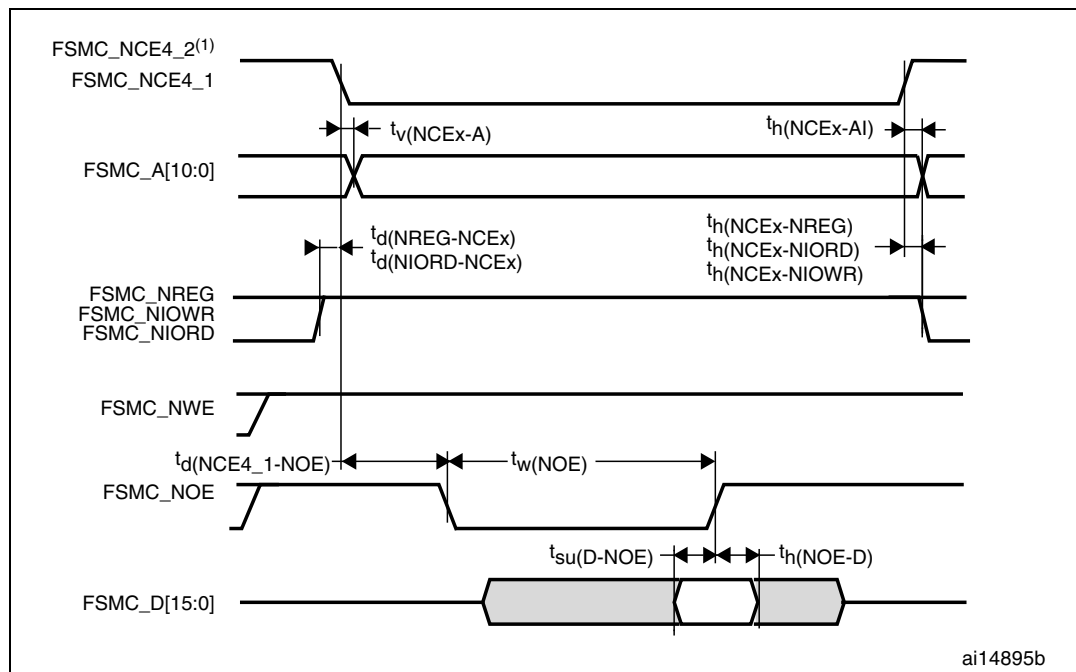 FSMC_NCE4_2(1)
FSMC_NCE4_1
tv(NCEx-A)
th(NCEx-AI)
FSMC_A[10:0]
td(NREG-NCEx)
td(NIORD-NCEx)
th(NCEx-NREG)
th(NCEx-NIORD)
th(NCEx-NIOWR)
FSMC_NREG
FSMC_NIOWR
FSMC_NIORD
FSMC_NWE
td(NCE4_1-NOE)
tw(NOE)
FSMC_NOE
tsu(D-NOE)
th(NOE-D)
FSMC_D[15:0]
ai14895b